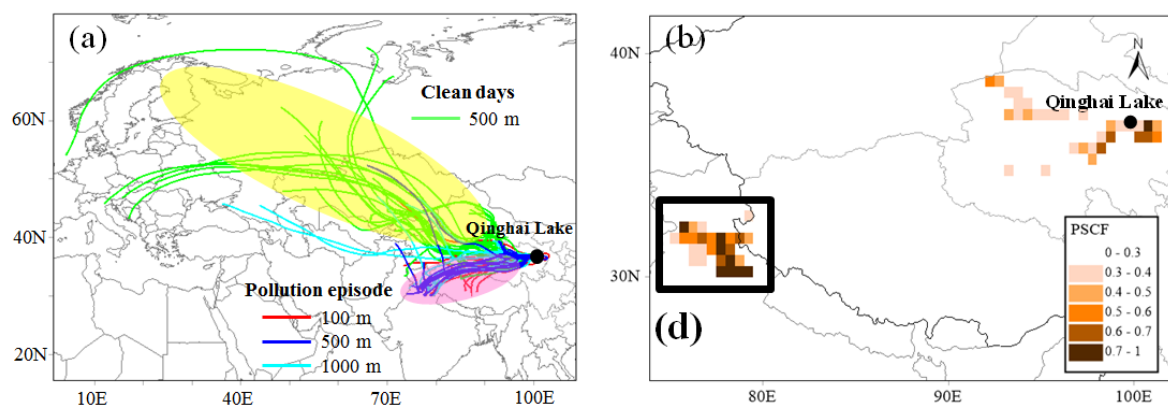 (a)
Clean days
500 m
60N
Qinghai Lake
40N
Pollution episode
100 m
500 m
1000 m
20N
10E
40E
70E
100E
(b)
40N
N
Qinghai Lake
30N
(d)
PSCF
0 - 0.3
0.3 - 0.4
0.4 - 0.5
0.5 - 0.6
0.6 - 0.7
0.7 - 1
80E
90E
100E